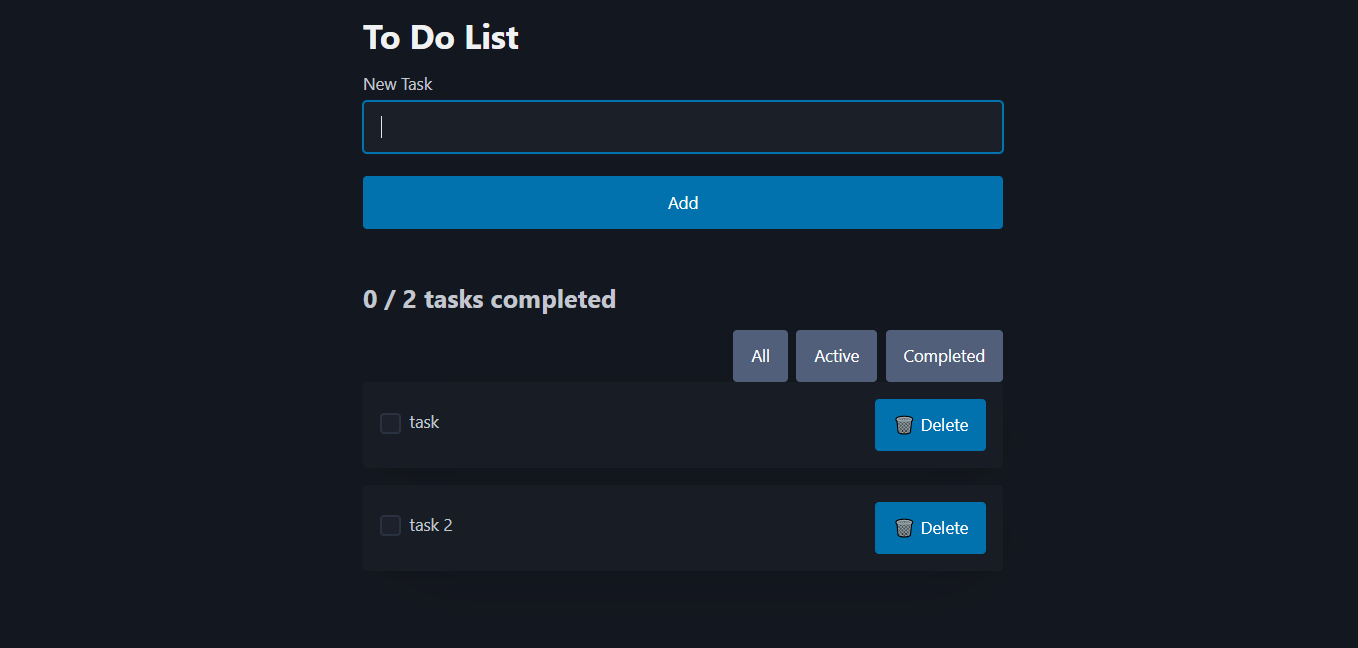 To Do List
New Task
Add
0 / 2 tasks completed
All Active Completed
task Delete
task 2 Delete